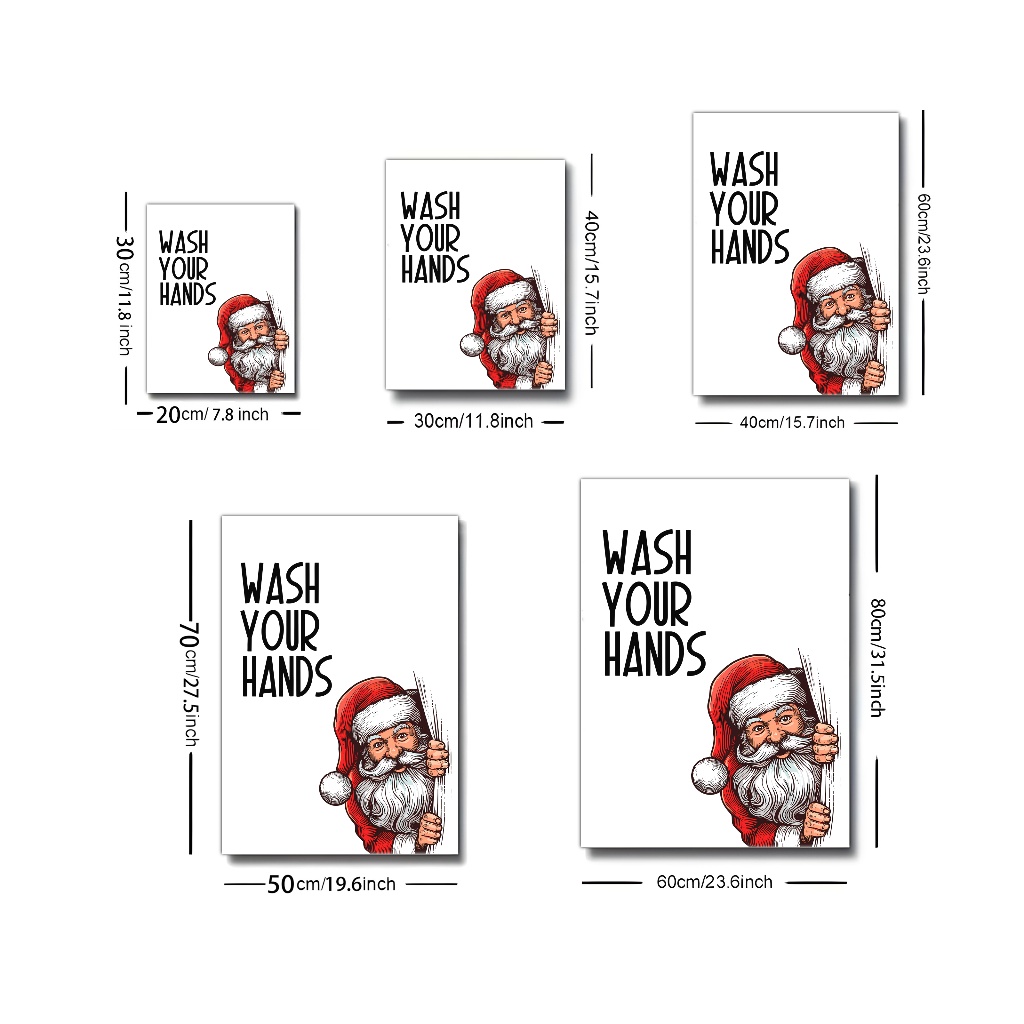 WASH
YOUR
HANDS
30cm/11.8 inch
20cm/ 7.8 inch
WASH
YOUR
HANDS
40cm/15.7inch
30cm/11.8inch
WASH
YOUR
HANDS
60cm/23.6inch
40cm/15.7inch
WASH
YOUR
HANDS
70cm/27.5inch
50cm/19.6inch
WASH
YOUR
HANDS
80cm/31.5inch
60cm/23.6inch